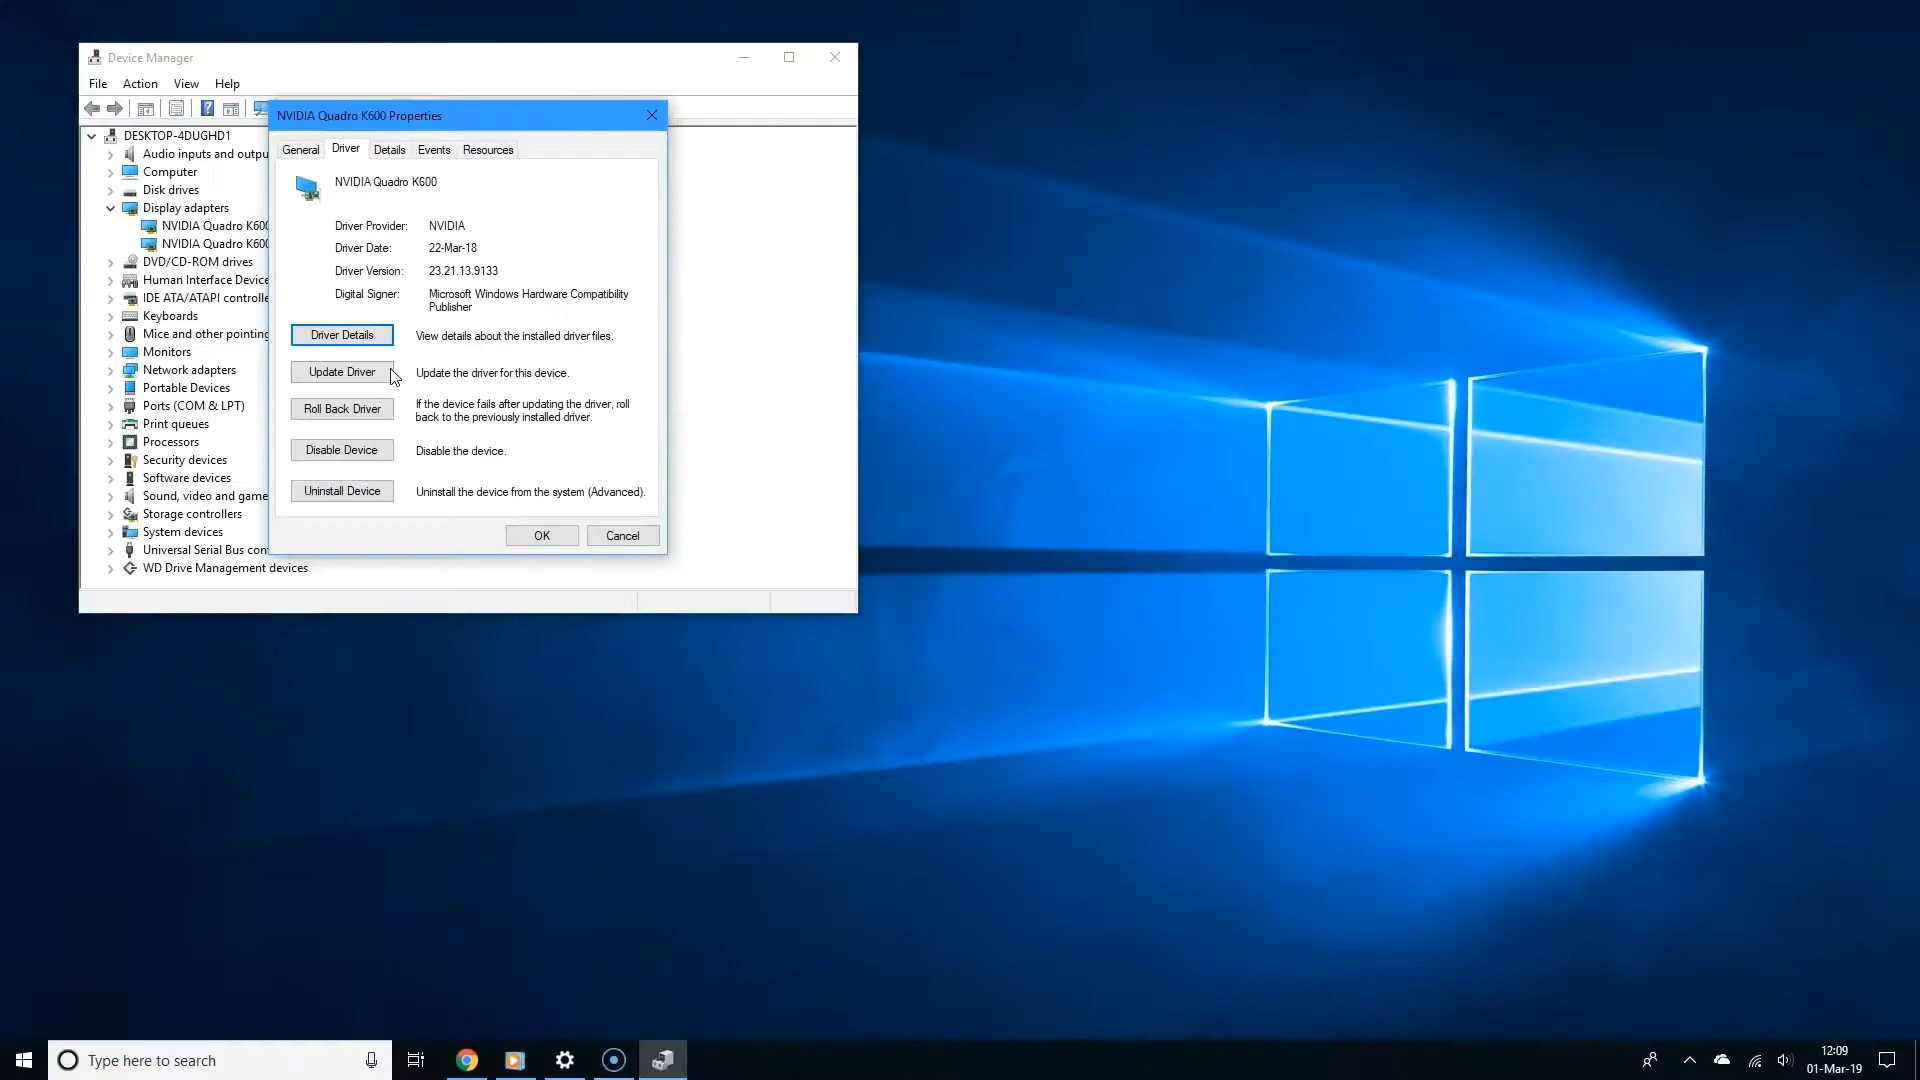 Device Manager
File Action View Help
NVIDIA Quadro K600 Properties
DESKTOP-4DUGHD1
Audio inputs and outpu
Computer
Disk drives
Display adapters
NVIDIA Quadro K600
NVIDIA Quadro K600
DVD/CD-ROM drives
Human Interface Device
IDE ATA/ATAPI controlle
Keyboards
Mice and other pointing
Monitors
Network adapters
Portable Devices
Ports (COM & LPT)
Print queues
Processors
Security devices
Software devices
Sound, video and game
Storage controllers
System devices
Universal Serial Bus con
WD Drive Management devices
General Driver Details Events Resources
NVIDIA Quadro K600
Driver Provider: NVIDIA
Driver Date: 22-Mar-18
Driver Version: 23.21.13.9133
Digital Signer: Microsoft Windows Hardware Compatibility
Publisher
Driver Details View details about the installed driver files.
Update Driver Update the driver for this device.
Roll Back Driver If the device fails after updating the driver, roll
back to the previously installed driver.
Disable Device Disable the device.
Uninstall Device Uninstall the device from the system (Advanced).
OK Cancel
Type here to search
12:09
01-Mar-19